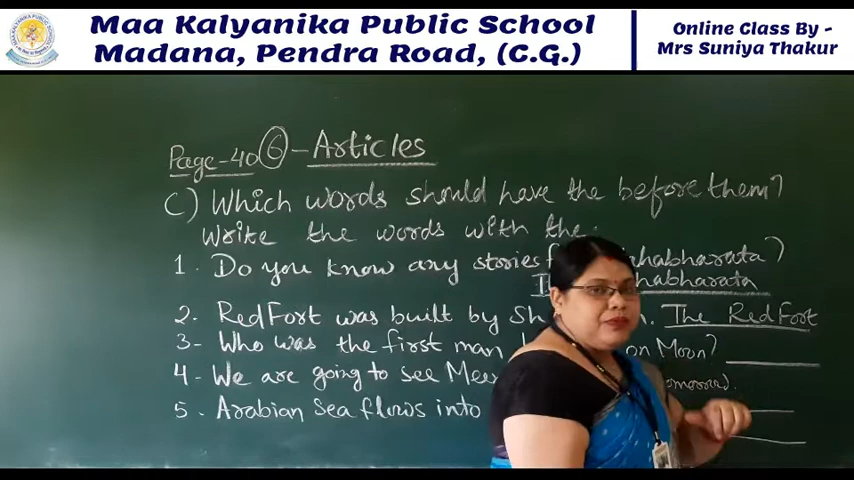 Maa Kalyanika Public School
Madana, Pendra Road, (C.G.)
Online Class By -
Mrs Suniya Thakur
Page-40 6 - Articles
C) Which words should have the before them?
Write the words with the.
1. Do you know any stories habharata?
habharata
2. RedFort was built by Sh The RedFort
3- Who was the first man on Moon?
4- We are going to see Mee
5. Arabian Sea flows into